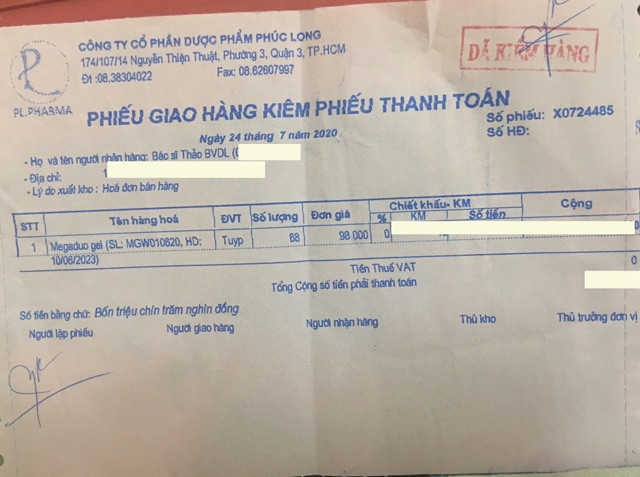 CÔNG TY CỔ PHẦN DƯỢC PHẨM PHÚC LONG
174/107/14 Nguyễn Thiện Thuật, Phường 3, Quận 3, TP.HCM
Đt :08.38304022 Fax: 08.62607997
PL.PHARMA
ĐÃ KIỂM HÀNG
PHIẾU GIAO HÀNG KIÊM PHIẾU THANH TOÁN
Số phiếu: X0724485
Số HĐ:
Ngày 24 tháng 7 năm 2020
- Họ và tên người nhận hàng: Bác sĩ Thảo BVDL (
- Địa chỉ: 1
- Lý do xuất kho : Hoá đơn bán hàng
STT Tên hàng hoá ĐVT Số lượng Đơn giá Chiết khấu- KM Cộng
% KM Số tiền
1 Megaduo gel (SL: MGW010620, HD: 10/06/2023) Tuyp 68 98 000 0 0
Tiền Thuế VAT 0
Tổng Cộng số tiền phải thanh toán
Số tiền bằng chữ: Bốn triệu chín trăm nghìn đồng
Người lập phiếu Người giao hàng Người nhận hàng Thủ kho Thủ trưởng đơn vị